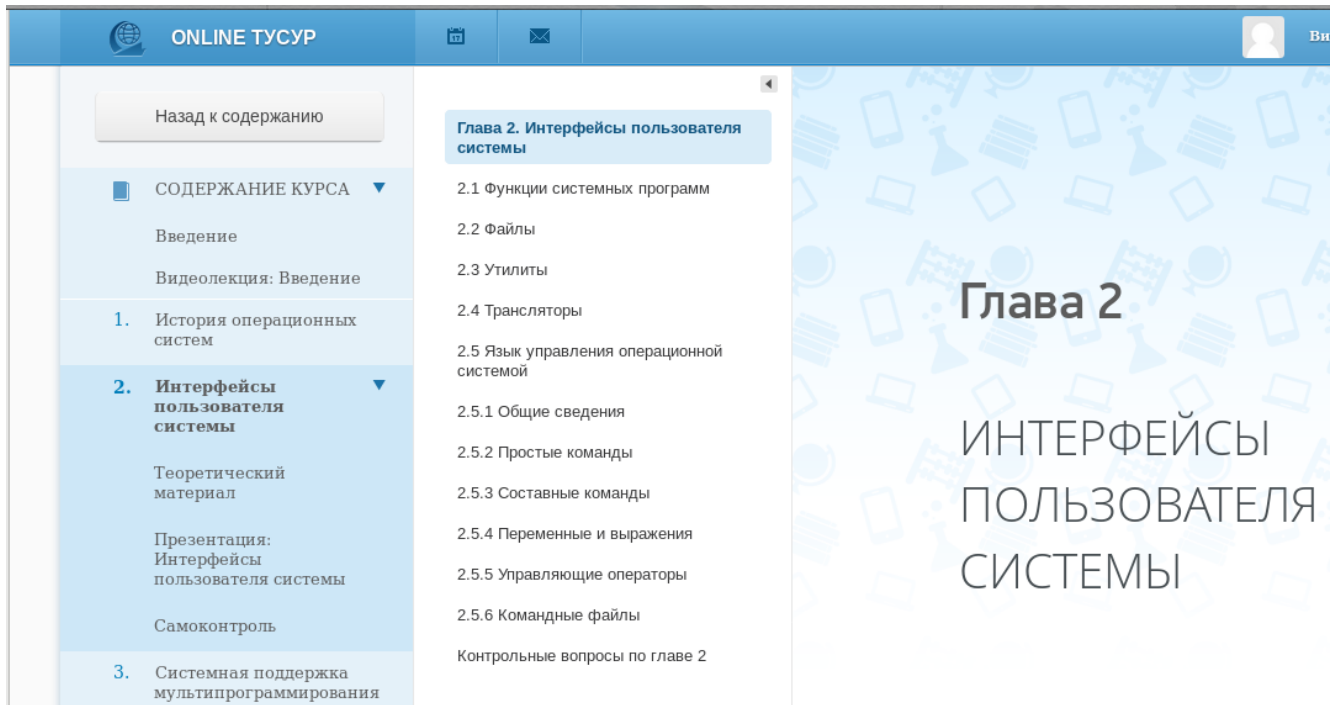 ONLINE ТУСУР
17
Ви
Назад к содержанию
СОДЕРЖАНИЕ КУРСА
Введение
Видеолекция: Введение
1. История операционных
систем
2. Интерфейсы
пользователя
системы
Теоретический
материал
Презентация:
Интерфейсы
пользователя системы
Самоконтроль
3. Системная поддержка
мультипрограммирования
Глава 2. Интерфейсы пользователя
системы
2.1 Функции системных программ
2.2 Файлы
2.3 Утилиты
2.4 Трансляторы
2.5 Язык управления операционной
системой
2.5.1 Общие сведения
2.5.2 Простые команды
2.5.3 Составные команды
2.5.4 Переменные и выражения
2.5.5 Управляющие операторы
2.5.6 Командные файлы
Контрольные вопросы по главе 2
Глава 2
ИНТЕРФЕЙСЫ
ПОЛЬЗОВАТЕЛЯ
СИСТЕМЫ